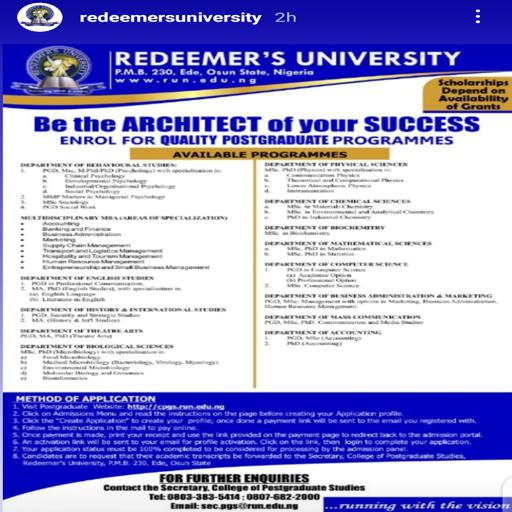 redeemersuniversity 2h
REDEEMER'S UNIVERSITY
P.M.B. 230, Ede, Osun State, Nigeria
www.run.edu.ng
Scholarships
Depend on
Availability
of Grants
Be the ARCHITECT of your SUCCESS
ENROL FOR QUALITY POSTGRADUATE PROGRAMMES
AVAILABLE PROGRAMMES
DEPARTMENT OF BEHAVIOURAL STUDIES:
1. PGD, Msc, M.Phil/PhD (Psychology) with specialisation in:
a. Clinical Psychology
b. Developmental Psychology
c. Industrial/Organisational Psychology
d. Social Psychology
2. MMP Masters in Managerial Psychology
3. MSc Sociology
4. PGD Social Work
MULTIDISCIPLINARY MBA (AREAS OF SPECIALIZATION)
• Accounting
• Banking and Finance
• Business Administration
• Marketing
• Supply Chain Management
• Transport and Logistics Management
• Hospitality and Tourism Management
• Human Resource Management
• Entrepreneurship and Small Business Management
DEPARTMENT OF ENGLISH STUDIES
1. PGD in Professional Communication.
2. MA, PhD (English Studies), with specialisation in:
(a) English Language
(b) Literature in English
DEPARTMENT OF HISTORY & INTERNATIONAL STUDIES
1. PGD, Security and Strategic Studies
2. MA. (History & Int'l Studies)
DEPARTMENT OF THEATRE ARTS
PGD, MA, PhD (Theatre Arts)
DEPARTMENT OF BIOLOGICAL SCIENCES
MSc, PhD (Microbiology) with specialisation in:
a) Food Microbiology
b) Medical Microbiology (Bacteriology, Virology, Mycology)
c) Environmental Microbiology
d) Molecular Biology and Genomics
e) Bioinformatics
DEPARTMENT OF PHYSICAL SCIENCES
MSc, PhD (Physics) with specialisation in:
a. Communication Physics
b. Theoretical and Computational Physics
c. Lower Atmospheric Physics
d.
DEPARTMENT OF CHEMICAL SCIENCES
a. MSc in Materials Chemistry
b. MSc in Environmental and Analytical Chemistry
c. PhD in Industrial Chemistry
DEPARTMENT OF BIOCHEMISTRY
MSc. in Biochemistry
DEPARTMENT OF MATHEMATICAL SCIENCES
a. MSc, PhD in Mathematics
b. MSc, PhD in Statistics
DEPARTMENT OF COMPUTER SCIENCE
1. PGD in Computer Science
(a) Academic Option
(b) Professional Option
2. MSc. Computer Science
DEPARTMENT OF BUSINESS ADMINISTRATION & MARKETING
PGD, MSc: Management with options in Marketing, Business Administration,
Human Resource Management.
DEPARTMENT OF MASS COMMUNICATION
PGD, MSc, PhD: Communication and Media Studies
DEPARTMENT OF ACCOUNTING
1. PGD, MSc (Accounting)
2. PhD (Accounting)
METHOD OF APPLICATION
1. Visit Postgraduate Website: http://cpgs.run.edu.ng
2. Click on Admissions Menu and read the instructions on the page before creating your Application profile.
3. Click the "Create Application" to create your profile; once done a payment link will be sent to the email you registered with.
4. Follow the instructions in the mail to pay online.
5. Once payment is made, print your receipt and use the link provided on the payment page to redirect back to the admission portal.
6. An activation link will be sent to your email for profile activation. Click on the link, then login to complete your application.
7. Your application status must be 100% completed to be considered for processing by the admission panel.
8. Candidates are to request that their academic transcripts be forwarded to the Secretary, College of Postgraduate Studies,
Redeemer's University, P.M.B. 230, Ede, Osun State
FOR FURTHER ENQUIRIES
Contact the Secretary, College of Postgraduate Studies
Tel: 0803-383-5414 ; 0807-682-2000
Email: sec.pgs@run.edu.ng
...running with the vision